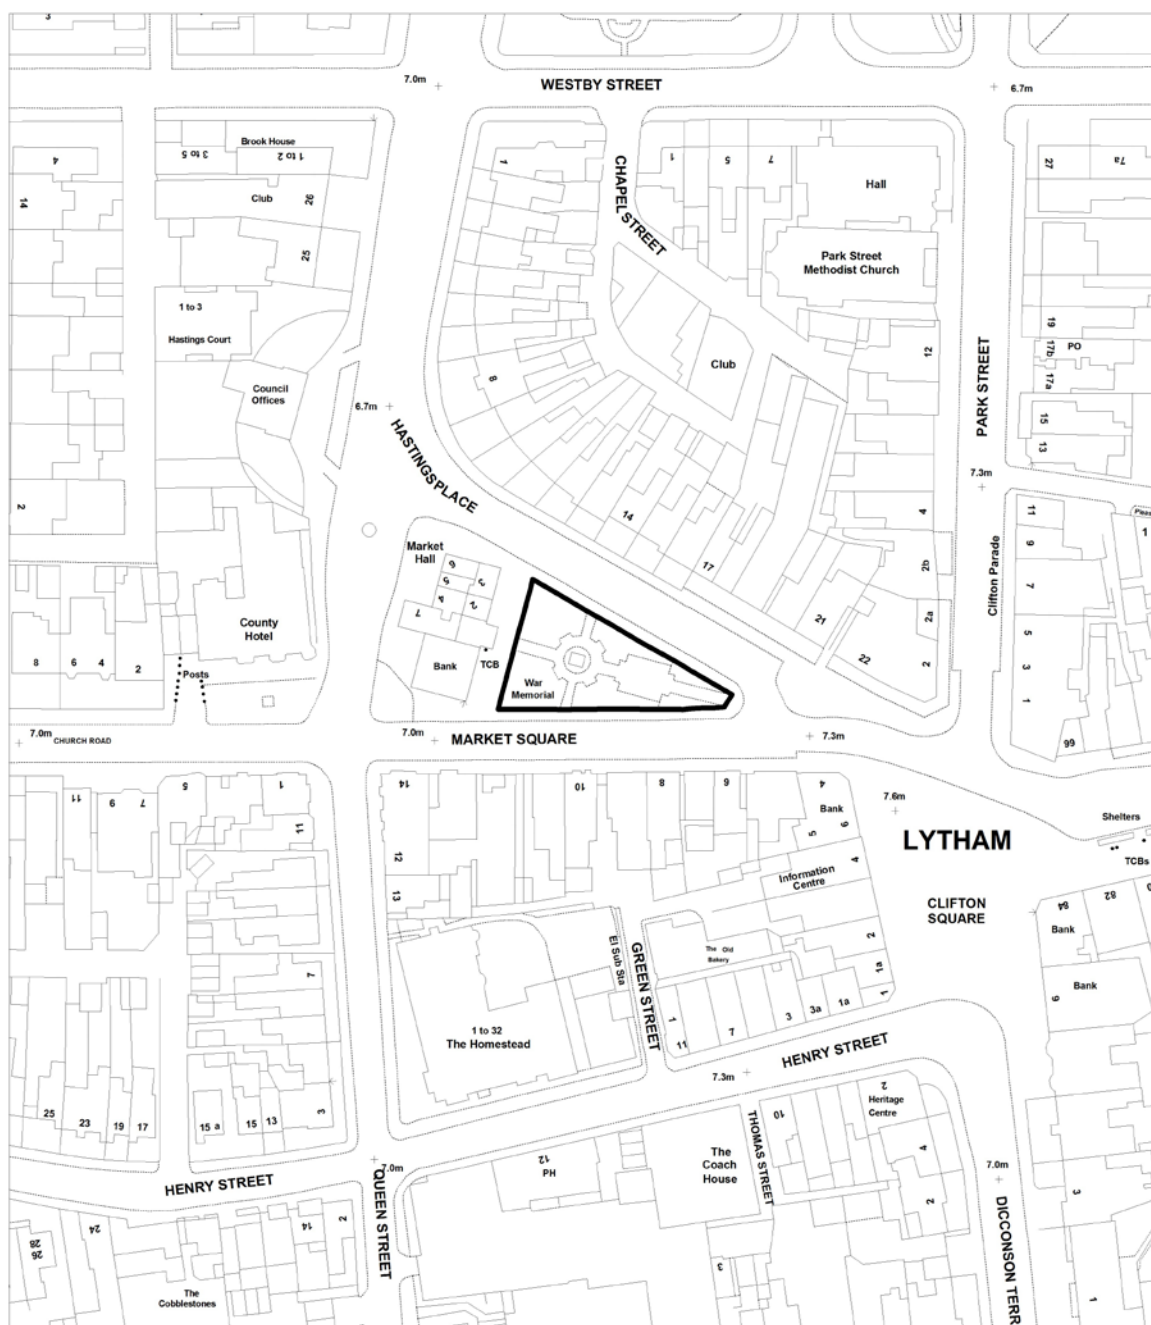 3
7.0m
WESTBY STREET
6.7m
4
Brook House
3 to 5
1 to 2
1
CHAPEL STREET
1
5
7
Hall
27
7a
14
Club
26
25
Park Street
Methodist Church
1 to 3
Hastings Court
19
17b
PO
17a
12
Club
8
Council
Offices
6.7m
HASTINGS PLACE
PARK STREET
15
13
7.3m
2
14
4
11
9
1
Market
Hall
6
5
3
4
2
7
17
2b
Clifton Parade
7
2a
County
Hotel
21
5
8
6
4
2
Bank
TCB
War
Memorial
22
2
3
1
Posts
7.0m
CHURCH ROAD
7.0m
MARKET SQUARE
7.3m
99
11
9
7
5
1
14
10
8
6
4
Bank
7.6m
Shelters
11
5
6
LYTHAM
TCBs
12
Information
Centre
4
13
CLIFTON
SQUARE
84
82
Bank
El Sub Sta
GREEN STREET
The Old
Bakery
2
1a
1
7
Bank
9
1 to 32
The Homestead
1
11
7
3
3a
1a
HENRY STREET
7.3m
25
23
19
17
15 a
15
13
3
2
Heritage
Centre
10
THOMAS STREET
4
7.0m
QUEEN STREET
12
PH
The
Coach
House
7.0m
HENRY STREET
2
3
DICCONSON TERR
24
28
26
14
2
The
Cobblestones
3
1